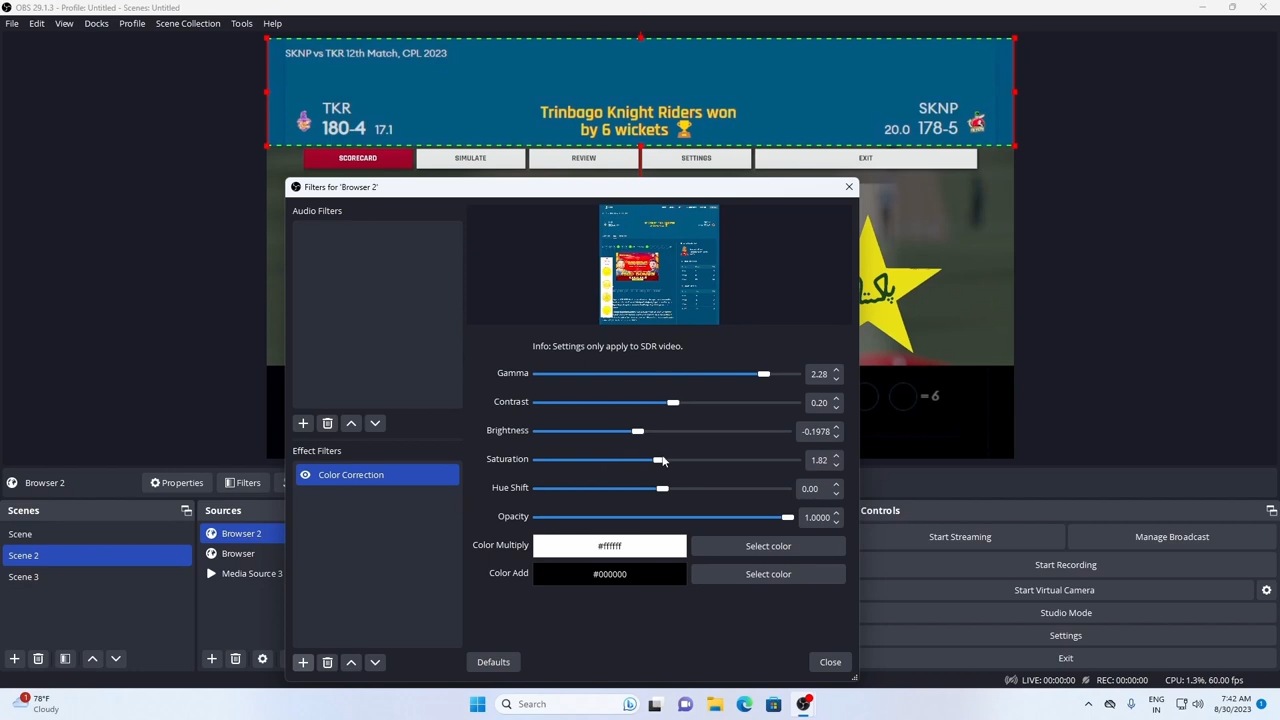 OBS 29.1.3 - Profile: Untitled - Scenes: Untitled
File Edit View Docks Profile Scene Collection Tools Help
SKNP vs TKR 12th Match, CPL 2023
TKR
180-4 17.1
Trinbago Knight Riders won
by 6 wickets 🏆
SKNP
20.0 178-5
SCORECARD SIMULATE REVIEW SETTINGS EXIT
Filters for 'Browser 2'
Audio Filters
Info: Settings only apply to SDR video.
Gamma 2.28
Contrast 0.20
Brightness -0.1978
Saturation 1.82
Hue Shift 0.00
Opacity 1.0000
Color Multiply #ffffff Select color
Color Add #000000 Select color
Effect Filters
Color Correction
Defaults Close
= 6
Browser 2 Properties Filters
Scenes
Scene
Scene 2
Scene 3
Sources
Browser 2
Browser
Media Source 3
Controls
Start Streaming Manage Broadcast
Start Recording
Start Virtual Camera
Studio Mode
Settings
Exit
LIVE: 00:00:00 REC: 00:00:00 CPU: 1.3%, 60.00 fps
1
78°F
Cloudy
Search
ENG
IN
7:42 AM
8/30/2023
1